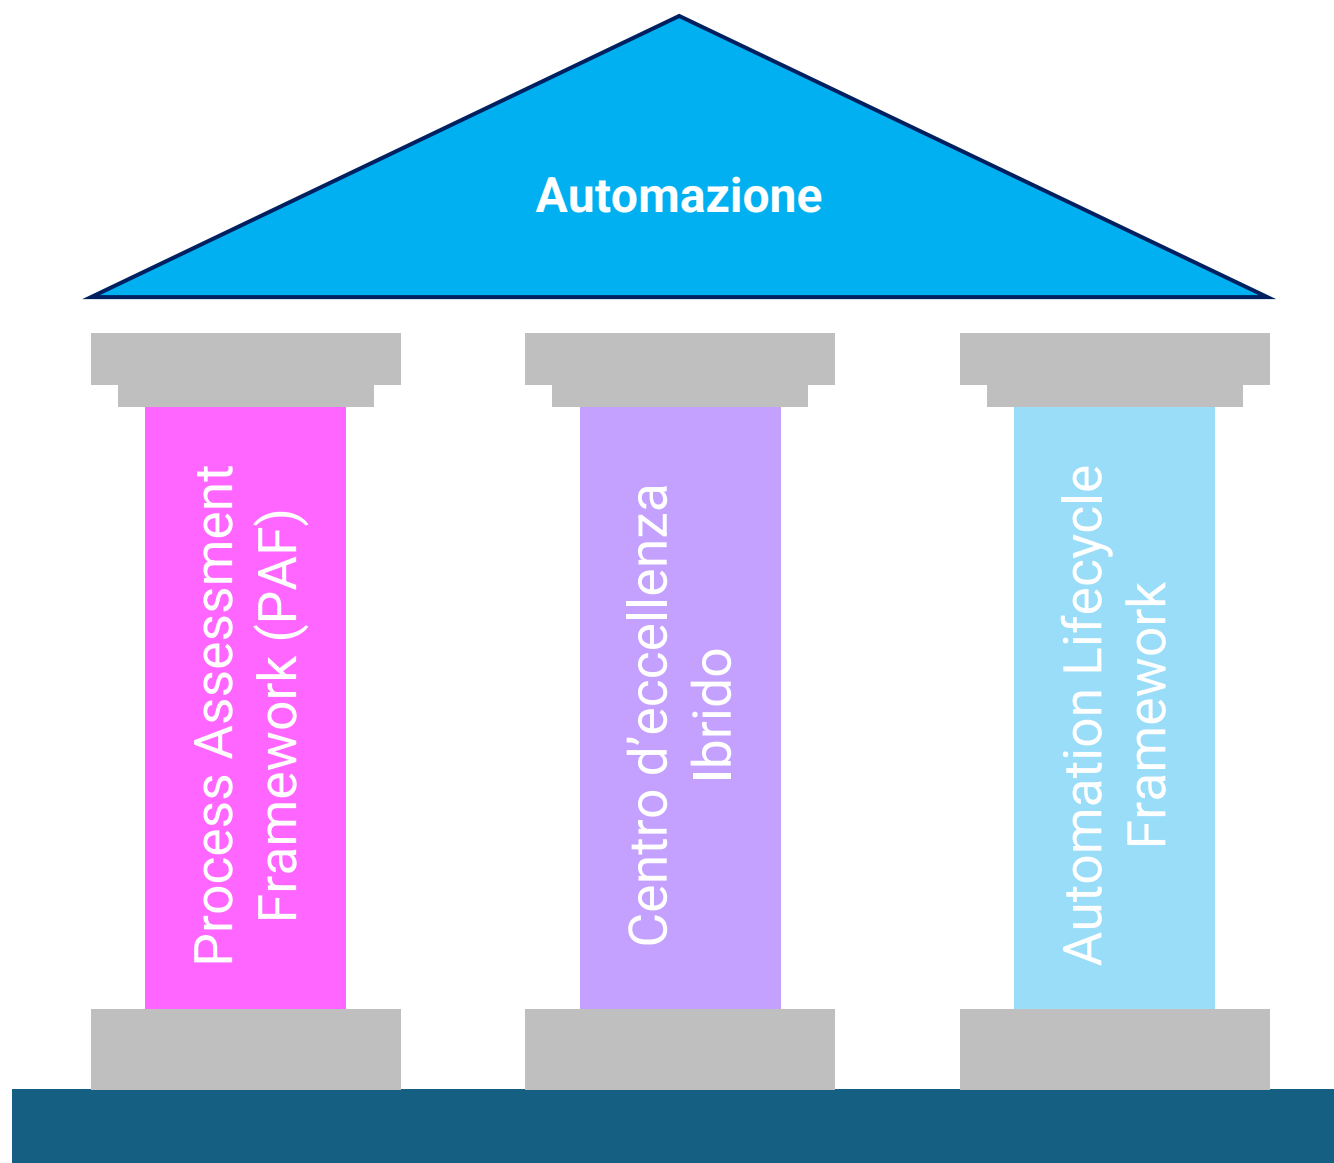 Automazione
Process Assessment
Framework (PAF)
Centro d’eccellenza
Ibrido
Automation Lifecycle
Framework